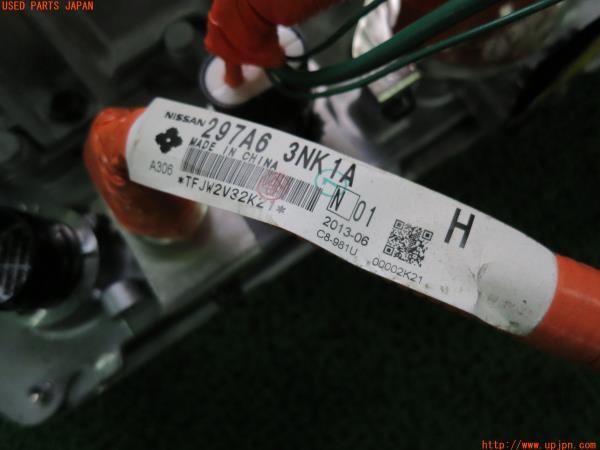 USED PARTS JAPAN
NISSAN 297A6 3NK1A
MADE IN CHINA
A306
*TFJW2V32K21*
N 01
2013-06
C8-981U
00002K21
H
http://www.upjpn.com